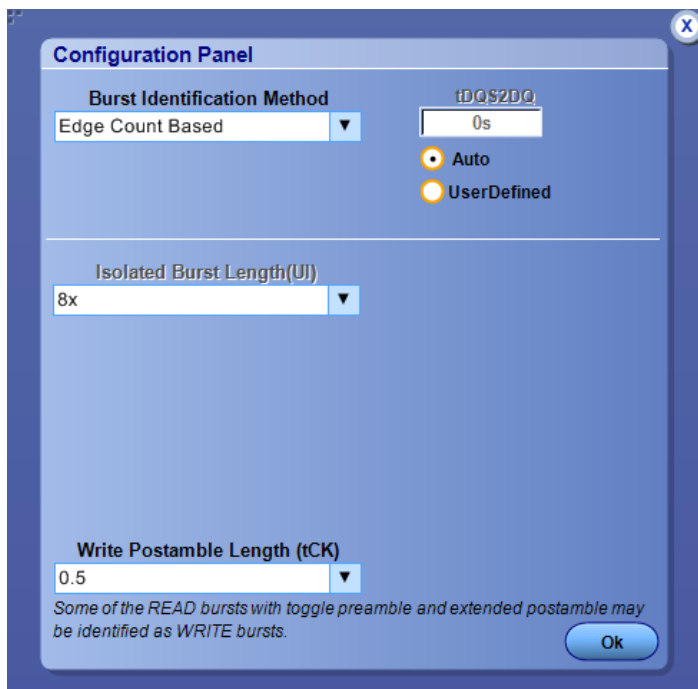 X
Configuration Panel
Burst Identification Method
Edge Count Based
tDQS2DQ
0s
Auto
UserDefined
Isolated Burst Length(UI)
8x
Write Postamble Length (tCK)
0.5
Some of the READ bursts with toggle preamble and extended postamble may
be identified as WRITE bursts.
Ok